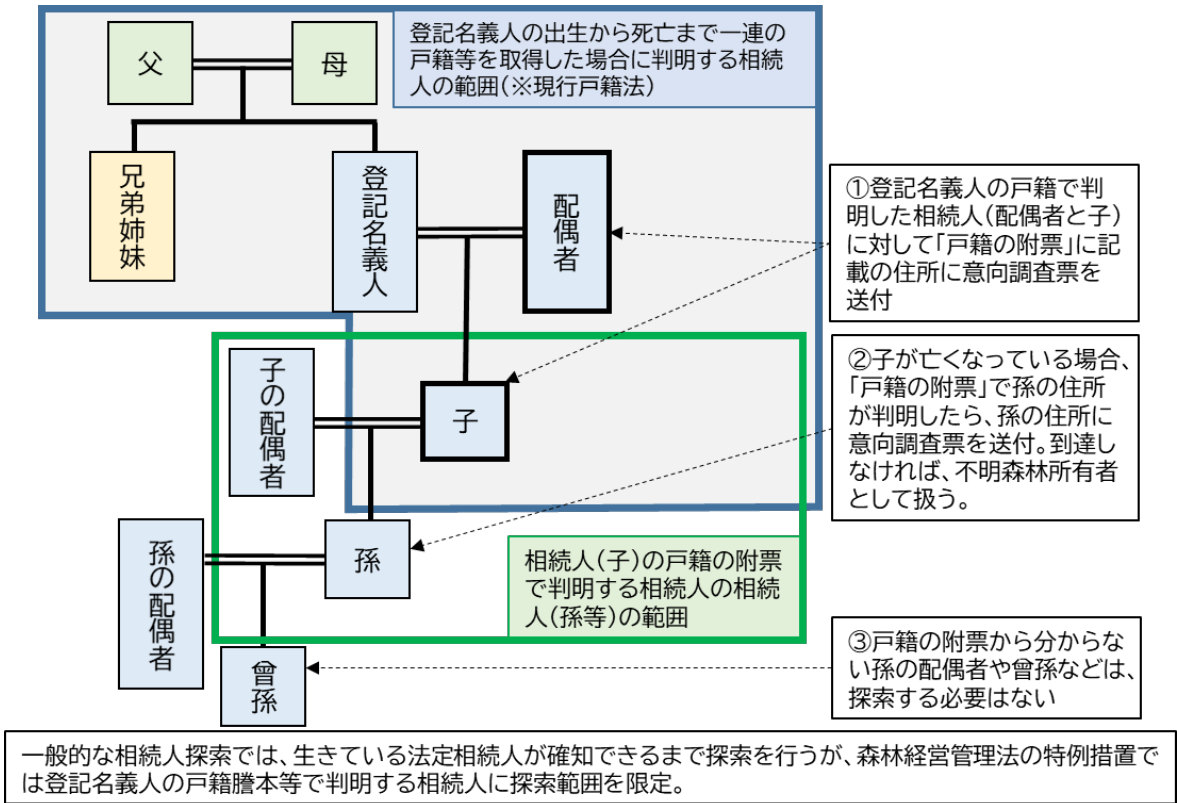 登記名義人の出生から死亡まで一連の
戸籍等を取得した場合に判明する相続
人の範囲(※現行戸籍法)
父
母
兄弟姉妹
登記名義人
配偶者
①登記名義人の戸籍で判
明した相続人(配偶者と子)
に対して「戸籍の附票」に記
載の住所に意向調査票を
送付
子の配偶者
子
②子が亡くなっている場合、
「戸籍の附票」で孫の住所
が判明したら、孫の住所に
意向調査票を送付。到達し
なければ、不明森林所有者
として扱う。
孫の配偶者
孫
相続人(子)の戸籍の附票
で判明する相続人の相続
人(孫等)の範囲
曾孫
③戸籍の附票から分からな
い孫の配偶者や曾孫などは、
探索する必要はない
一般的な相続人探索では、生きている法定相続人が確知できるまで探索を行うが、森林経営管理法の特例措置で
は登記名義人の戸籍謄本等で判明する相続人に探索範囲を限定。